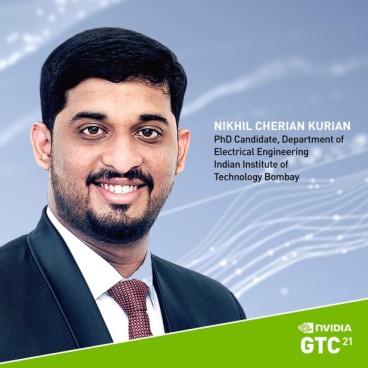 NIKHIL CHERIAN KURIAN
PhD Candidate, Department of
Electrical Engineering
Indian Institute of
Technology Bombay
NVIDIA
GTC 21